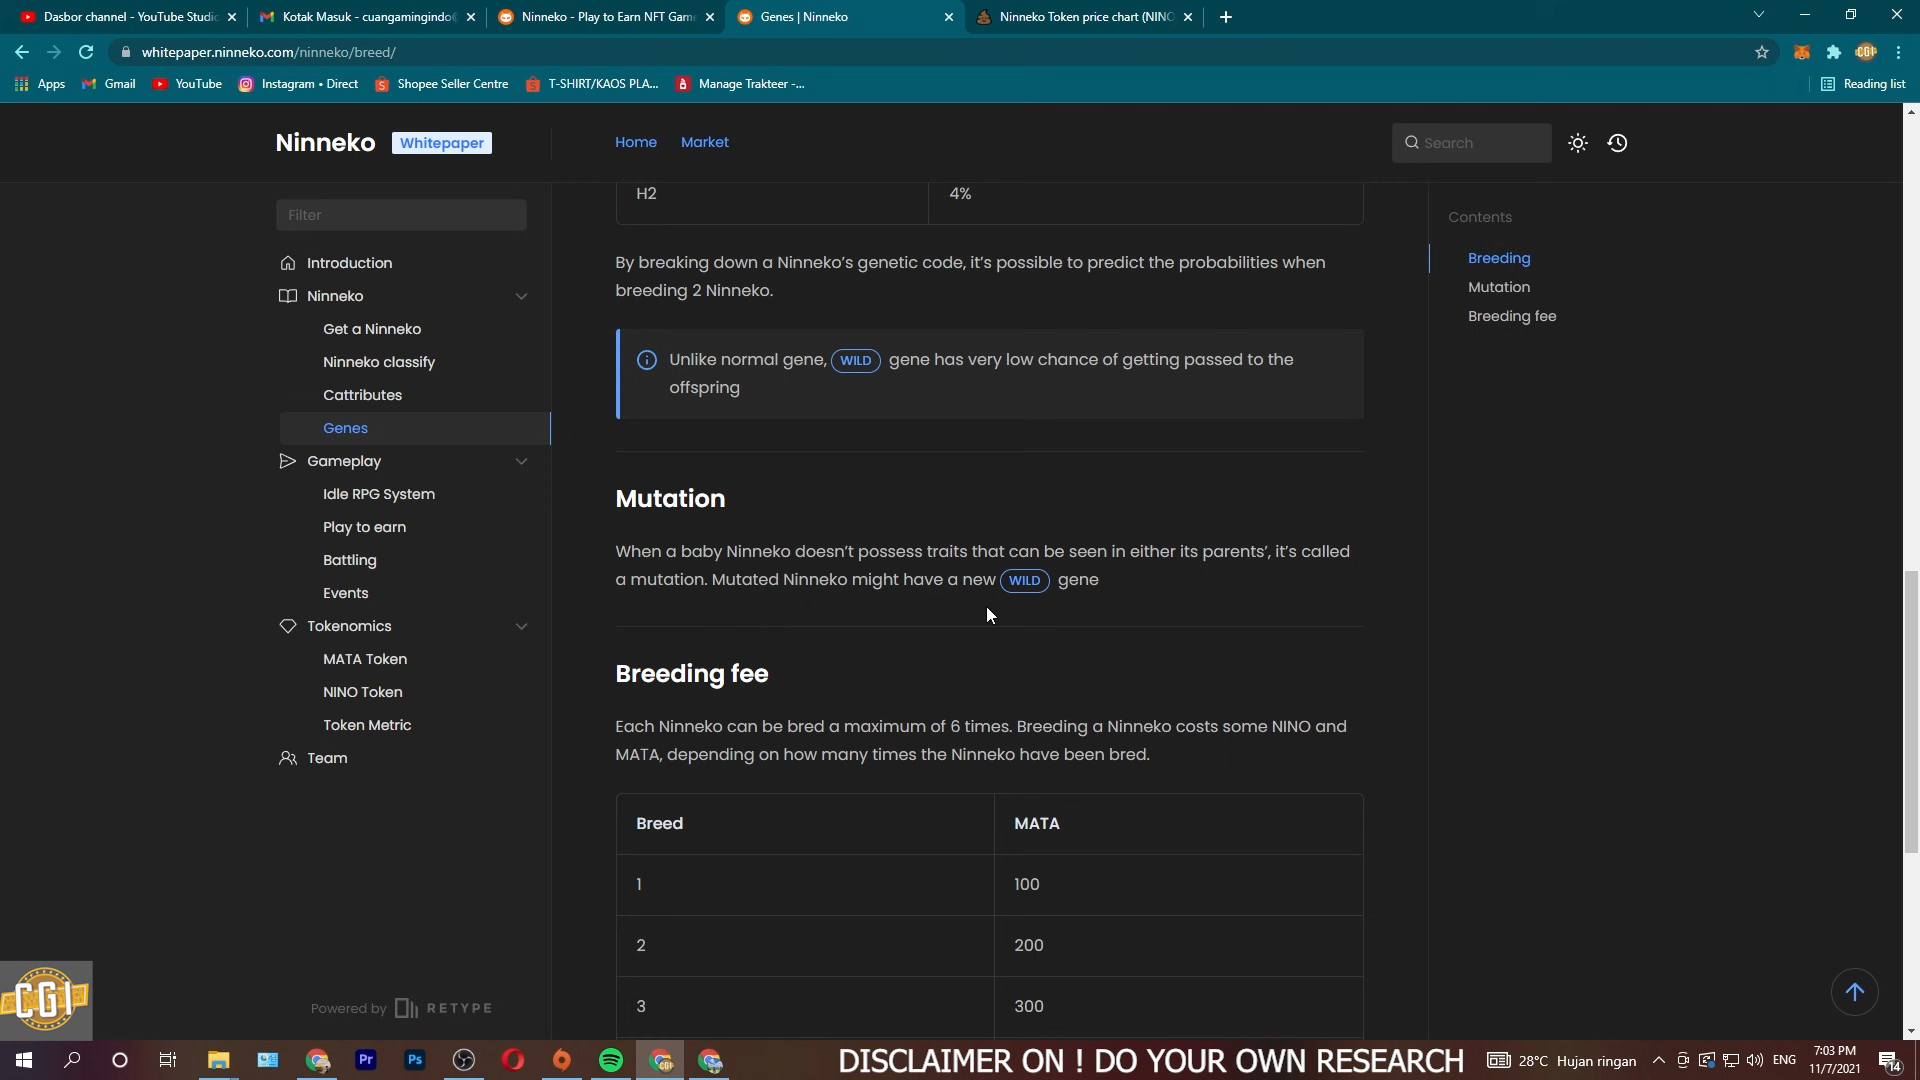 Dasbor channel - YouTube Studi
Kotak Masuk - cuangamingindo
Ninneko - Play to Earn NFT Game
Genes | Ninneko
Ninneko Token price chart (NINO
whitepaper.ninneko.com/ninneko/breed/
Apps
Gmail
YouTube
Instagram • Direct
Shopee Seller Centre
T-SHIRT/KAOS PLA...
Manage Trakteer -...
Reading list
Ninneko Whitepaper
Home
Market
Search
Filter
Introduction
Ninneko
Get a Ninneko
Ninneko classify
Cattributes
Genes
Gameplay
Idle RPG System
Play to earn
Battling
Events
Tokenomics
MATA Token
NINO Token
Token Metric
Team
Powered by RETYPE
H2 4%
By breaking down a Ninneko's genetic code, it's possible to predict the probabilities when
breeding 2 Ninneko.
Unlike normal gene, WILD gene has very low chance of getting passed to the
offspring
Mutation
When a baby Ninneko doesn't possess traits that can be seen in either its parents', it's called
a mutation. Mutated Ninneko might have a new WILD gene
Breeding fee
Each Ninneko can be bred a maximum of 6 times. Breeding a Ninneko costs some NINO and
MATA, depending on how many times the Ninneko have been bred.
Breed MATA
1 100
2 200
3 300
Contents
Breeding
Mutation
Breeding fee
CGI
DISCLAIMER ON ! DO YOUR OWN RESEARCH
28°C Hujan ringan
ENG
7:03 PM
11/7/2021
14